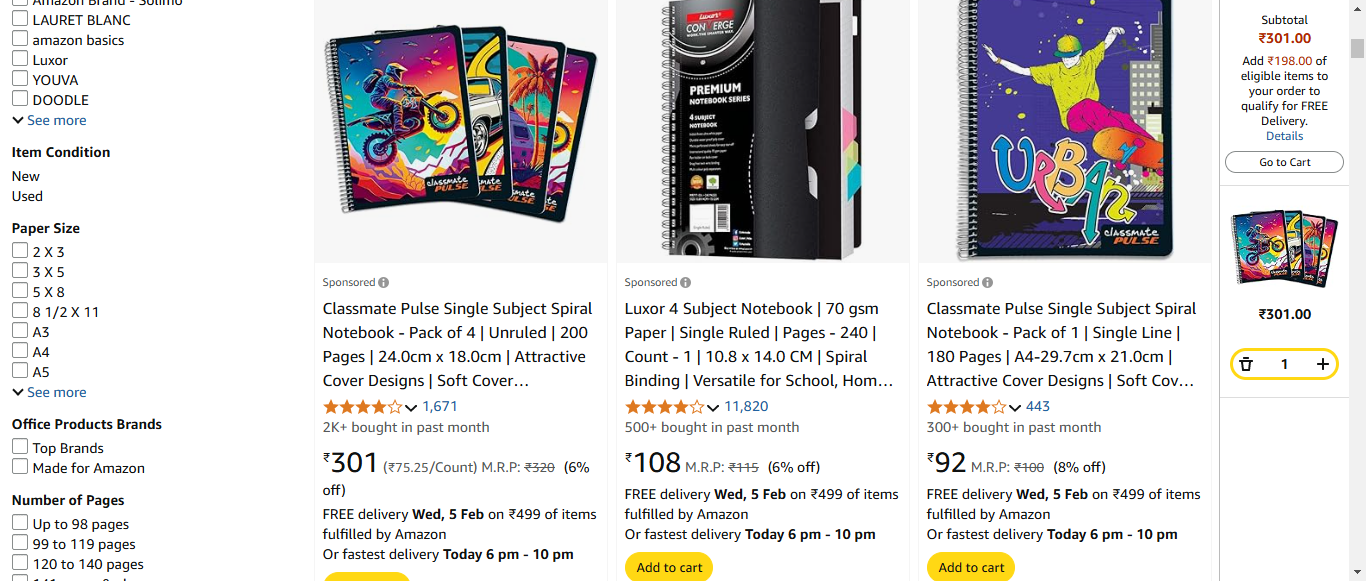 Amazon Brand - Solimo
LAURET BLANC
amazon basics
Luxor
YOUVA
DOODLE
See more
Item Condition
New
Used
Paper Size
2 X 3
3 X 5
5 X 8
8 1/2 X 11
A3
A4
A5
See more
Office Products Brands
Top Brands
Made for Amazon
Number of Pages
Up to 98 pages
99 to 119 pages
120 to 140 pages
classmate
PULSE
Sponsored
Classmate Pulse Single Subject Spiral
Notebook - Pack of 4 | Unruled | 200
Pages | 24.0cm x 18.0cm | Attractive
Cover Designs | Soft Cover…
1,671
2K+ bought in past month
₹301 (₹75.25/Count) M.R.P: ₹320 (6%
off)
FREE delivery Wed, 5 Feb on ₹499 of items
fulfilled by Amazon
Or fastest delivery Today 6 pm - 10 pm
Luxor
CONVERGE
PREMIUM
NOTEBOOK SERIES
4 SUBJECT
NOTEBOOK
Sponsored
Luxor 4 Subject Notebook | 70 gsm
Paper | Single Ruled | Pages - 240 |
Count - 1 | 10.8 x 14.0 CM | Spiral
Binding | Versatile for School, Hom…
11,820
500+ bought in past month
₹108 M.R.P: ₹115 (6% off)
FREE delivery Wed, 5 Feb on ₹499 of items
fulfilled by Amazon
Or fastest delivery Today 6 pm - 10 pm
Add to cart
URBAN
classmate
PULSE
Sponsored
Classmate Pulse Single Subject Spiral
Notebook - Pack of 1 | Single Line |
180 Pages | A4-29.7cm x 21.0cm |
Attractive Cover Designs | Soft Cov…
443
300+ bought in past month
₹92 M.R.P: ₹100 (8% off)
FREE delivery Wed, 5 Feb on ₹499 of items
fulfilled by Amazon
Or fastest delivery Today 6 pm - 10 pm
Add to cart
Subtotal
₹301.00
Add ₹198.00 of
eligible items to
your order to
qualify for FREE
Delivery.
Details
Go to Cart
₹301.00
1